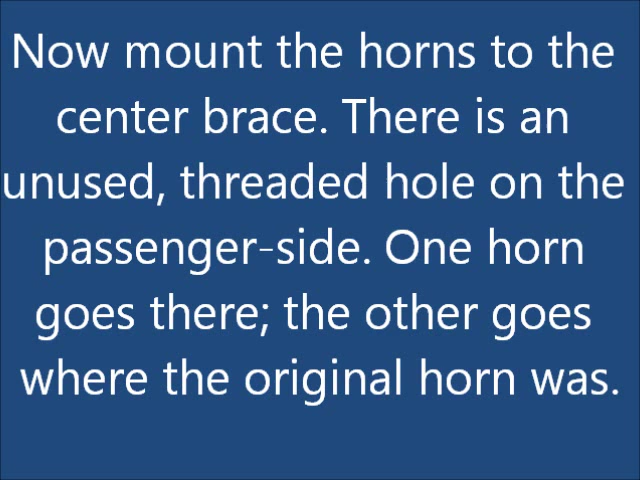 Now mount the horns to the
center brace. There is an
unused, threaded hole on the
passenger-side. One horn
goes there; the other goes
where the original horn was.